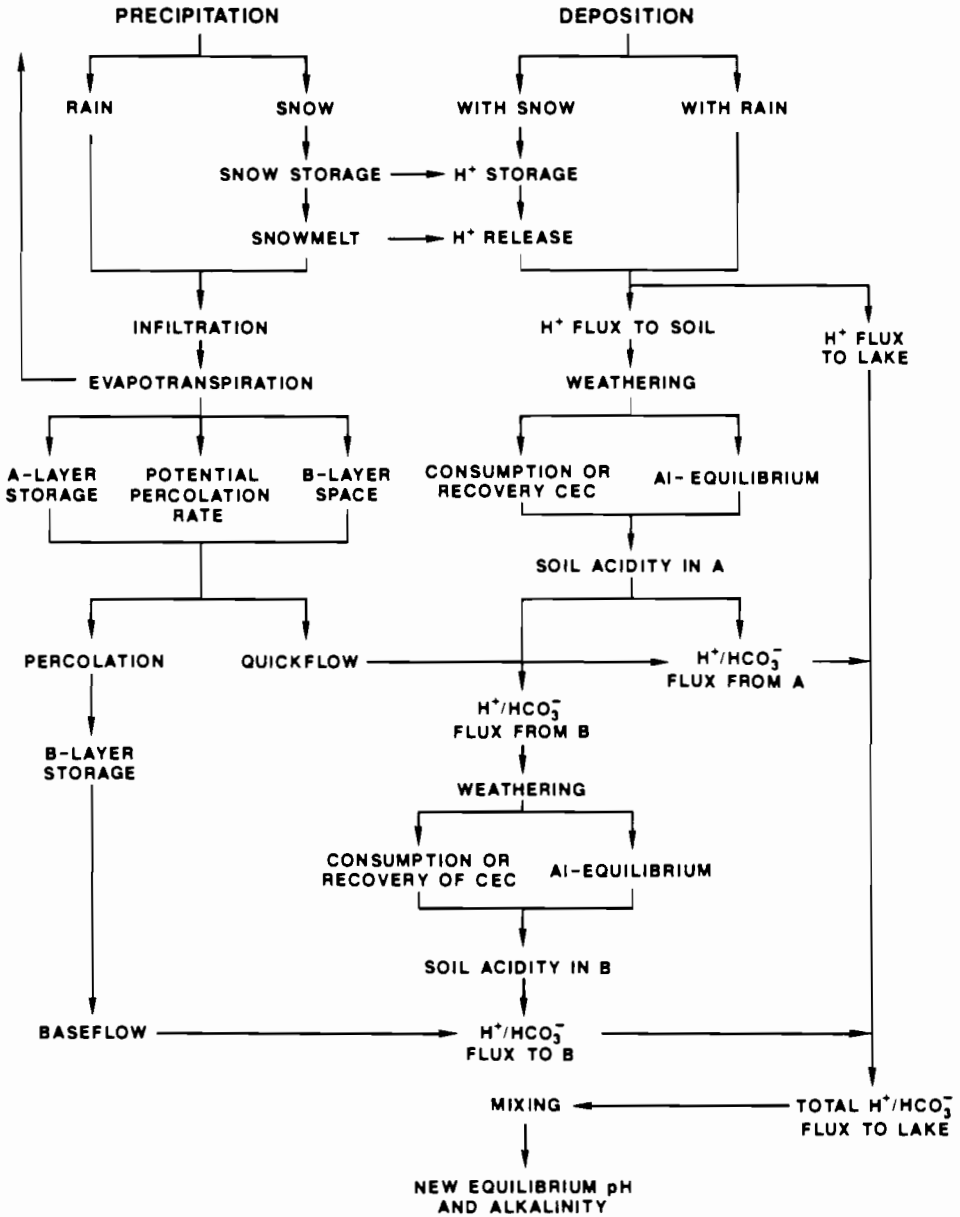 PRECIPITATION
DEPOSITION
RAIN
SNOW
WITH SNOW
WITH RAIN
SNOW STORAGE
H⁺ STORAGE
SNOWMELT
H⁺ RELEASE
INFILTRATION
H⁺ FLUX TO SOIL
H⁺ FLUX
TO LAKE
EVAPOTRANSPIRATION
WEATHERING
A-LAYER
STORAGE
POTENTIAL
PERCOLATION
RATE
B-LAYER
SPACE
CONSUMPTION OR
RECOVERY CEC
Al-EQUILIBRIUM
SOIL ACIDITY IN A
PERCOLATION
QUICKFLOW
H⁺/HCO₃⁻
FLUX FROM A
H⁺/HCO₃⁻
FLUX FROM B
B-LAYER
STORAGE
WEATHERING
CONSUMPTION OR
RECOVERY OF CEC
Al-EQUILIBRIUM
SOIL ACIDITY IN B
BASEFLOW
H⁺/HCO₃⁻
FLUX TO B
MIXING
TOTAL H⁺/HCO₃⁻
FLUX TO LAKE
NEW EQUILIBRIUM pH
AND ALKALINITY